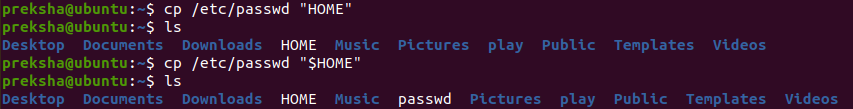 preksha@ubuntu:~$ cp /etc/passwd "HOME"
preksha@ubuntu:~$ ls
Desktop  Documents  Downloads  HOME  Music  Pictures  play  Public  Templates  Videos
preksha@ubuntu:~$ cp /etc/passwd "$HOME"
preksha@ubuntu:~$ ls
Desktop  Documents  Downloads  HOME  Music  passwd  Pictures  play  Public  Templates  Videos